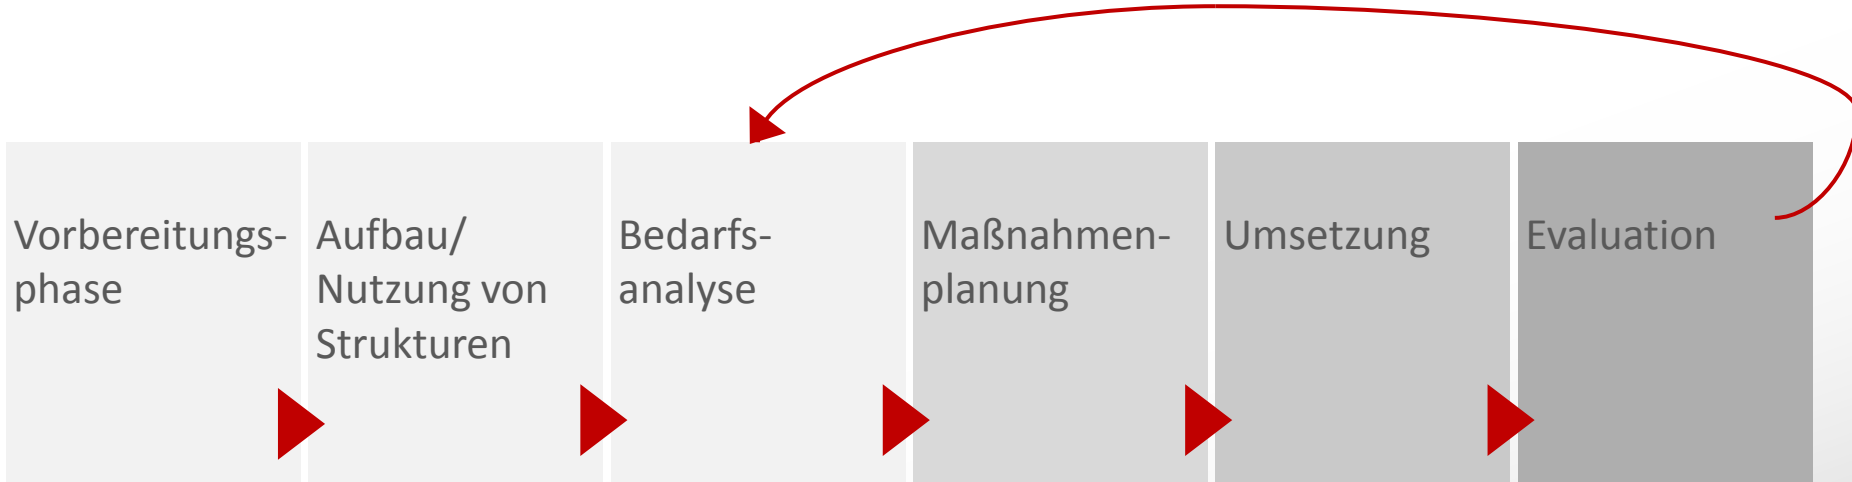 Vorbereitungs-
phase
Aufbau/
Nutzung von
Strukturen
Bedarfs-
analyse
Maßnahmen-
planung
Umsetzung
Evaluation